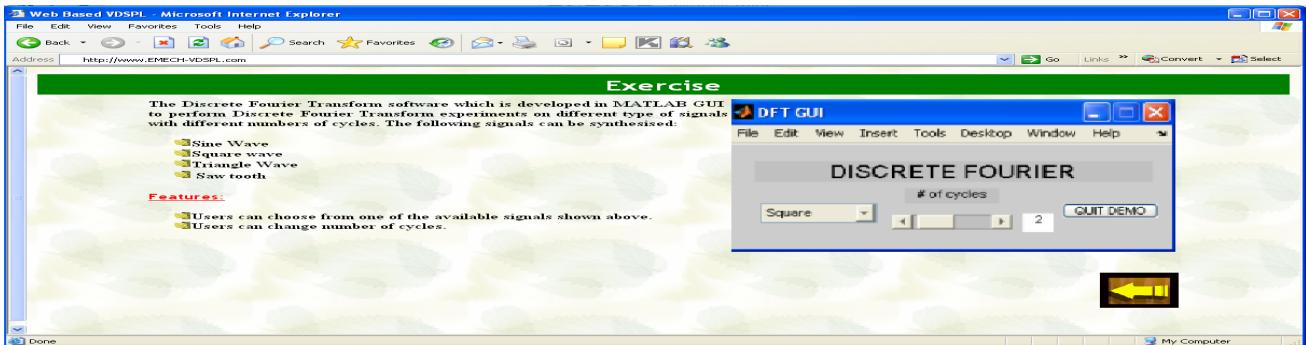 Web Based VDSPL - Microsoft Internet Explorer
File Edit View Favorites Tools Help
Back Search Favorites
Address http://www.EMECH-VDSPL.com Go Links » Convert Select
Exercise
The Discrete Fourier Transform software which is developed in MATLAB GUI
to perform Discrete Fourier Transform experiments on different type of signals
with different numbers of cycles. The following signals can be synthesised:
Sine Wave
Square wave
Triangle Wave
Saw tooth
Features:
Users can choose from one of the available signals shown above.
Users can change number of cycles.
DFT GUI
File Edit View Insert Tools Desktop Window Help
DISCRETE FOURIER
# of cycles
Square 2 QUIT DEMO
Done My Computer